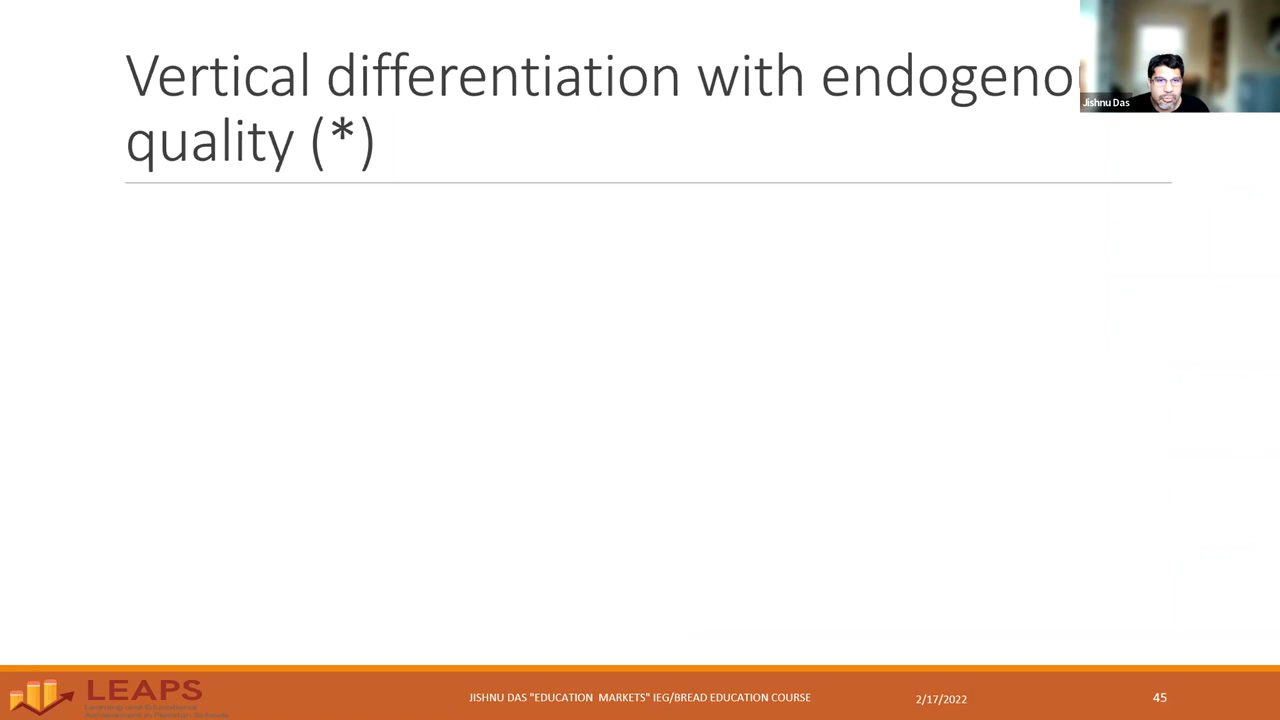 Vertical differentiation with endogeno
quality (*)
Jishnu Das
LEAPS
JISHNU DAS "EDUCATION MARKETS" IEG/BREAD EDUCATION COURSE
2/17/2022
45